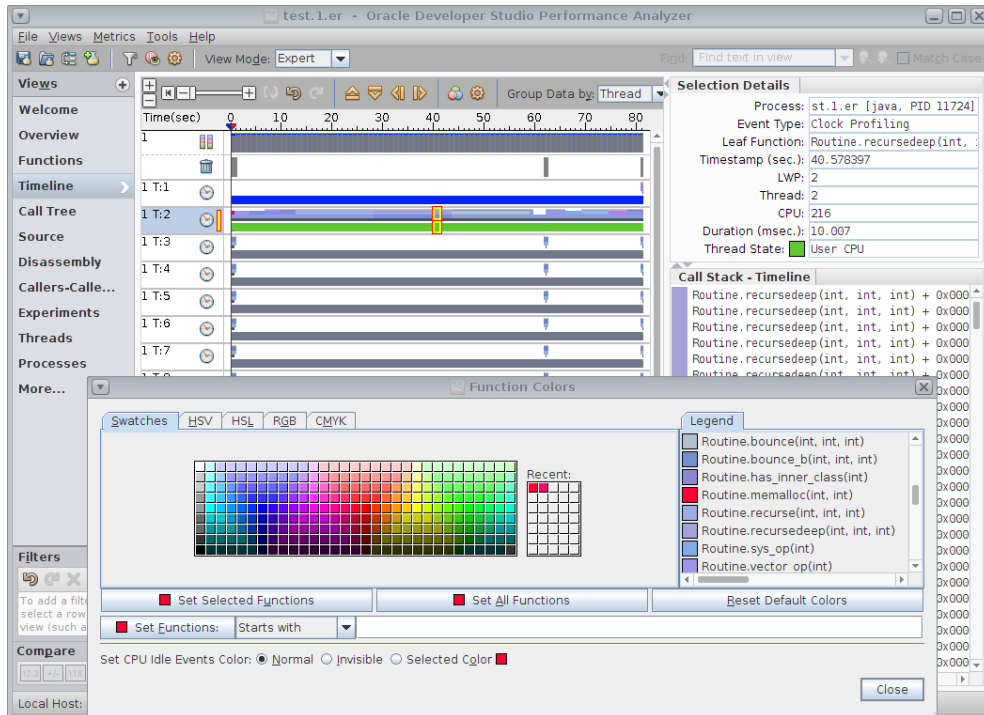 test.1.er - Oracle Developer Studio Performance Analyzer
File Views Metrics Tools Help
View Mode: Expert
Find: Find text in view
Match Case
Views
Welcome
Overview
Functions
Timeline
Call Tree
Source
Disassembly
Callers-Calle...
Experiments
Threads
Processes
More...
Group Data by: Thread
Time(sec) 0 10 20 30 40 50 60 70 80
1
1 T:1
1 T:2
1 T:3
1 T:4
1 T:5
1 T:6
1 T:7
Selection Details
Process: st.1.er [java, PID 11724]
Event Type: Clock Profiling
Leaf Function: Routine.recursedeep(int,
Timestamp (sec.): 40.578397
LWP: 2
Thread: 2
CPU: 216
Duration (msec.): 10.007
Thread State: User CPU
Call Stack - Timeline
Routine.recursedeep(int, int, int) + 0x000
Routine.recursedeep(int, int, int) + 0x000
Routine.recursedeep(int, int, int) + 0x000
Routine.recursedeep(int, int, int) + 0x000
Routine.recursedeep(int, int, int) + 0x000
Routine.recursedeep(int, int, int) + 0x000
Function Colors
Swatches HSV HSL RGB CMYK
Recent:
Legend
Routine.bounce(int, int, int)
Routine.bounce_b(int, int, int)
Routine.has_inner_class(int)
Routine.memalloc(int, int)
Routine.recurse(int, int, int)
Routine.recursedeep(int, int, int)
Routine.sys_op(int)
Routine.vector_op(int)
Set Selected Functions
Set All Functions
Reset Default Colors
Set Functions: Starts with
Set CPU Idle Events Color: Normal Invisible Selected Color
Close
Filters
To add a filte
select a row
view (such a
Compare
12.3 +/- 1.1X
Local Host: